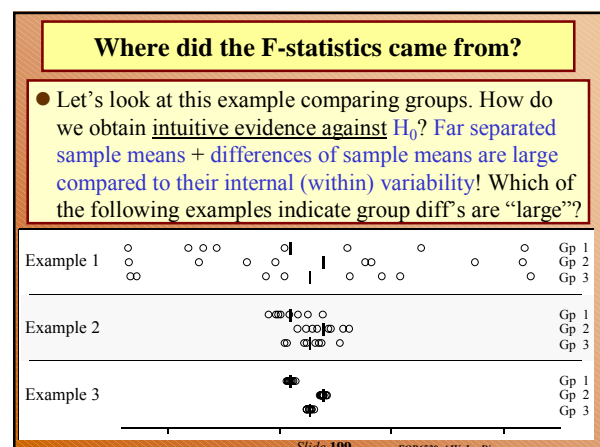 Where did the F-statistics came from?
Let's look at this example comparing groups. How do
we obtain intuitive evidence against H₀? Far separated
sample means + differences of sample means are large
compared to their internal (within) variability! Which of
the following examples indicate group diff's are "large"?
Example 1
Gp 1
Gp 2
Gp 3
Example 2
Gp 1
Gp 2
Gp 3
Example 3
Gp 1
Gp 2
Gp 3
Slide 199